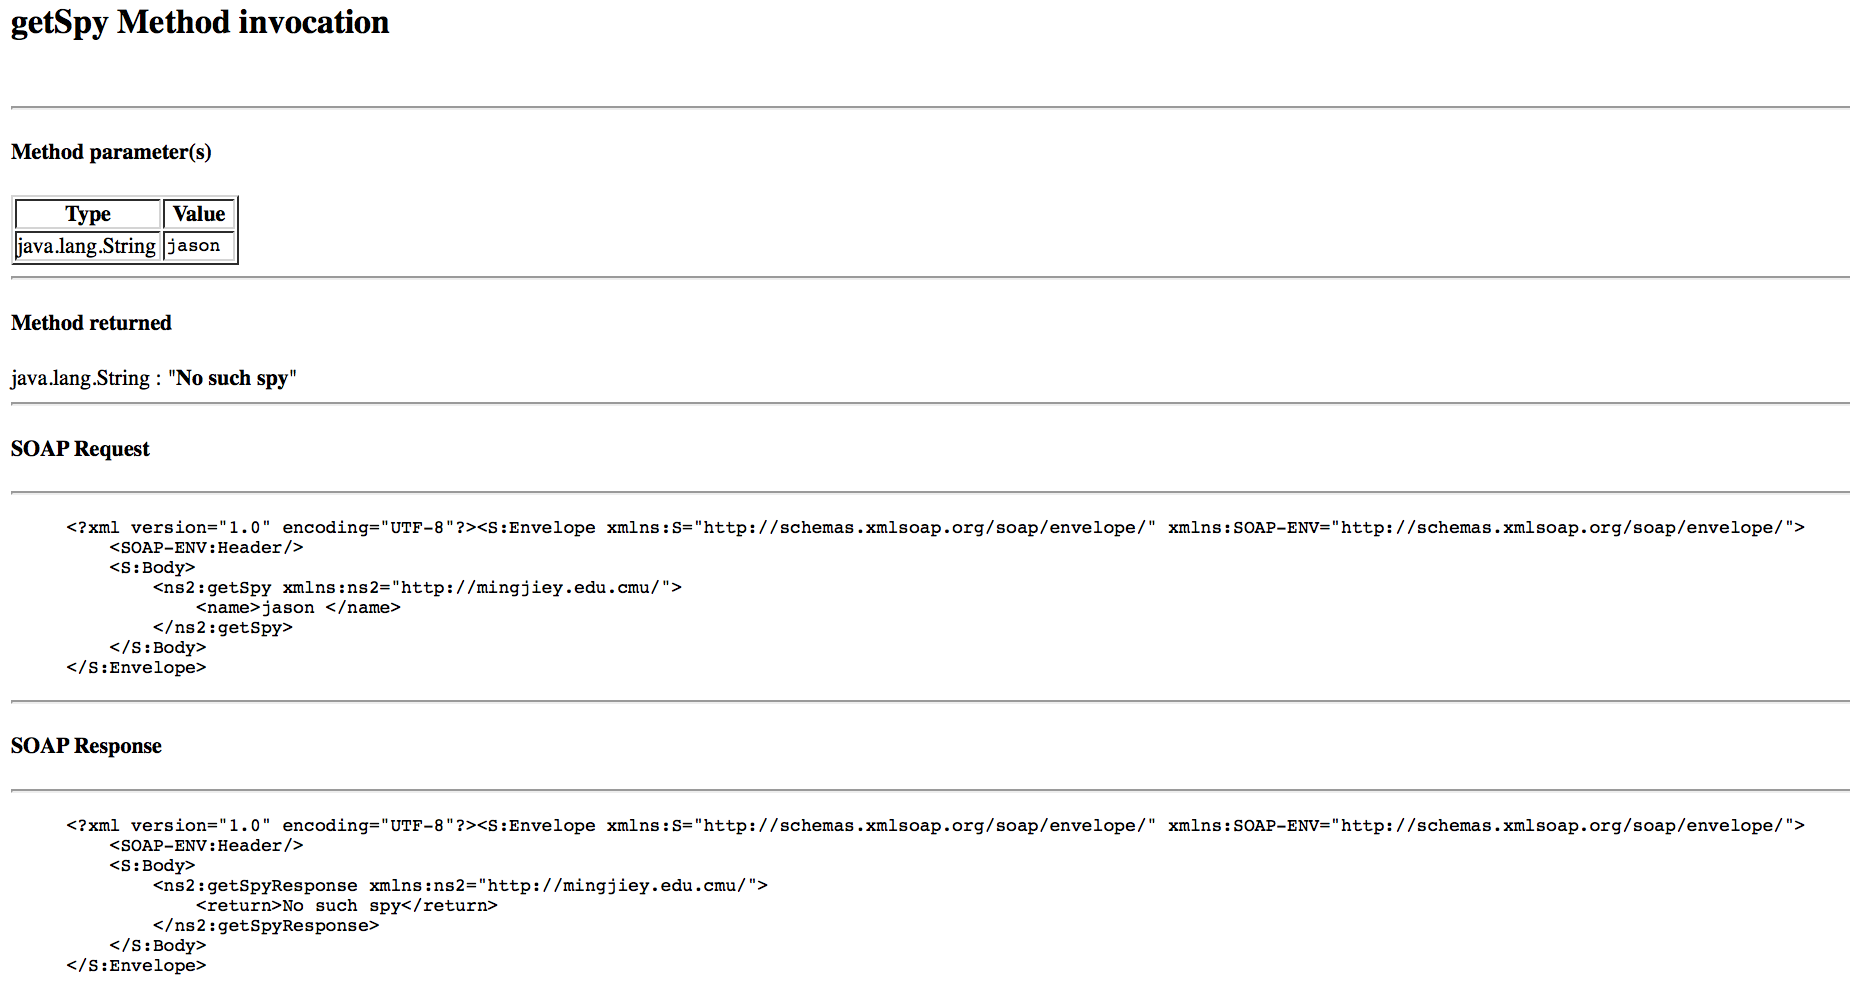 getSpy Method invocation
Method parameter(s)
Type Value
java.lang.String jason
Method returned
java.lang.String : "No such spy"
SOAP Request
<?xml version="1.0" encoding="UTF-8"?><S:Envelope xmlns:S="http://schemas.xmlsoap.org/soap/envelope/" xmlns:SOAP-ENV="http://schemas.xmlsoap.org/soap/envelope/">
    <SOAP-ENV:Header/>
    <S:Body>
        <ns2:getSpy xmlns:ns2="http://mingjiey.edu.cmu/">
            <name>jason </name>
        </ns2:getSpy>
    </S:Body>
</S:Envelope>
SOAP Response
<?xml version="1.0" encoding="UTF-8"?><S:Envelope xmlns:S="http://schemas.xmlsoap.org/soap/envelope/" xmlns:SOAP-ENV="http://schemas.xmlsoap.org/soap/envelope/">
    <SOAP-ENV:Header/>
    <S:Body>
        <ns2:getSpyResponse xmlns:ns2="http://mingjiey.edu.cmu/">
            <return>No such spy</return>
        </ns2:getSpyResponse>
    </S:Body>
</S:Envelope>